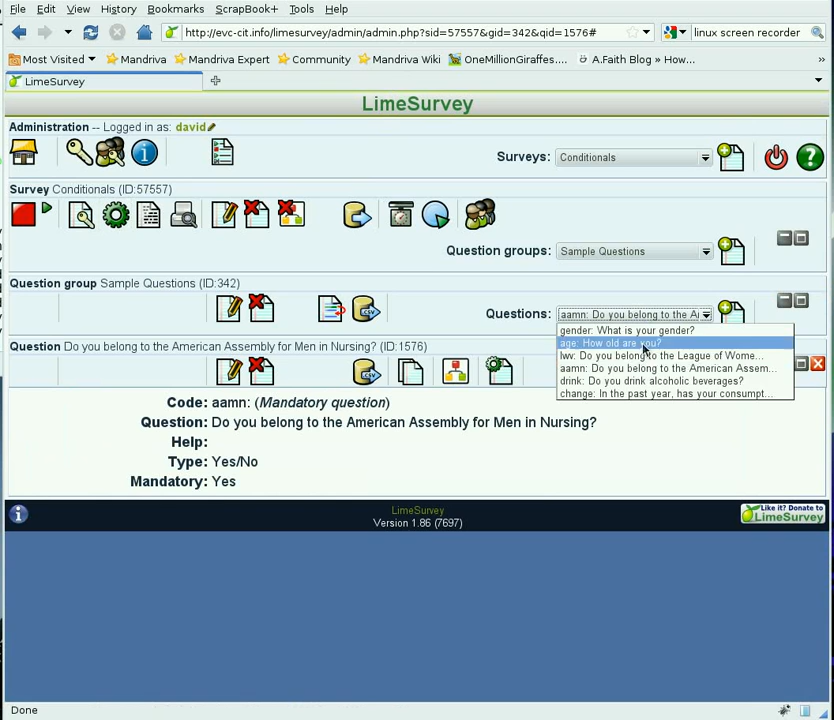 File Edit View History Bookmarks ScrapBook+ Tools Help
http://evc-cit.info/limesurvey/admin/admin.php?sid=57557&gid=342&qid=1576# linux screen recorder
Most Visited Mandriva Mandriva Expert Community Mandriva Wiki OneMillionGiraffes.... A.Faith Blog » How...
LimeSurvey
LimeSurvey
Administration -- Logged in as: david
Surveys: Conditionals
Survey Conditionals (ID:57557)
Question groups: Sample Questions
Question group Sample Questions (ID:342)
Questions: aamn: Do you belong to the A
gender: What is your gender?
age: How old are you?
lwv: Do you belong to the League of Wome...
aamn: Do you belong to the American Assem...
drink: Do you drink alcoholic beverages?
change: In the past year, has your consumpt...
Question Do you belong to the American Assembly for Men in Nursing? (ID:1576)
CSV
Code: aamn: (Mandatory question)
Question: Do you belong to the American Assembly for Men in Nursing?
Help:
Type: Yes/No
Mandatory: Yes
LimeSurvey
Version 1.86 (7697)
Like it? Donate to
LimeSurvey
Done